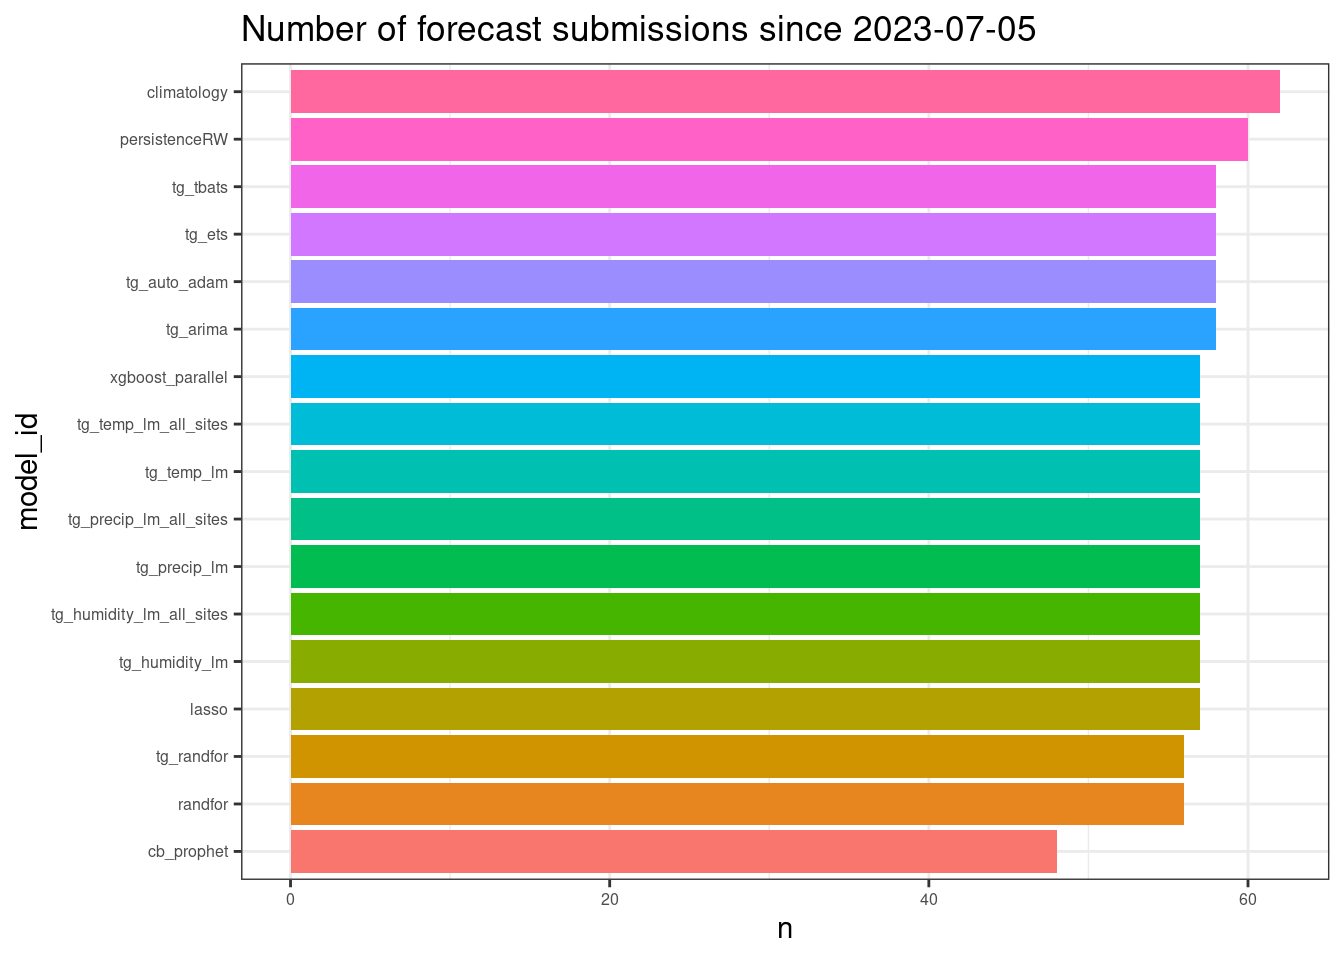 Number of forecast submissions since 2023-07-05
climatology
persistenceRW
tg_tbats
tg_ets
tg_auto_adam
tg_arima
xgboost_parallel
tg_temp_lm_all_sites
tg_temp_lm
tg_precip_lm_all_sites
tg_precip_lm
tg_humidity_lm_all_sites
tg_humidity_lm
lasso
tg_randfor
randfor
cb_prophet
model_id
0 20 40 60
n